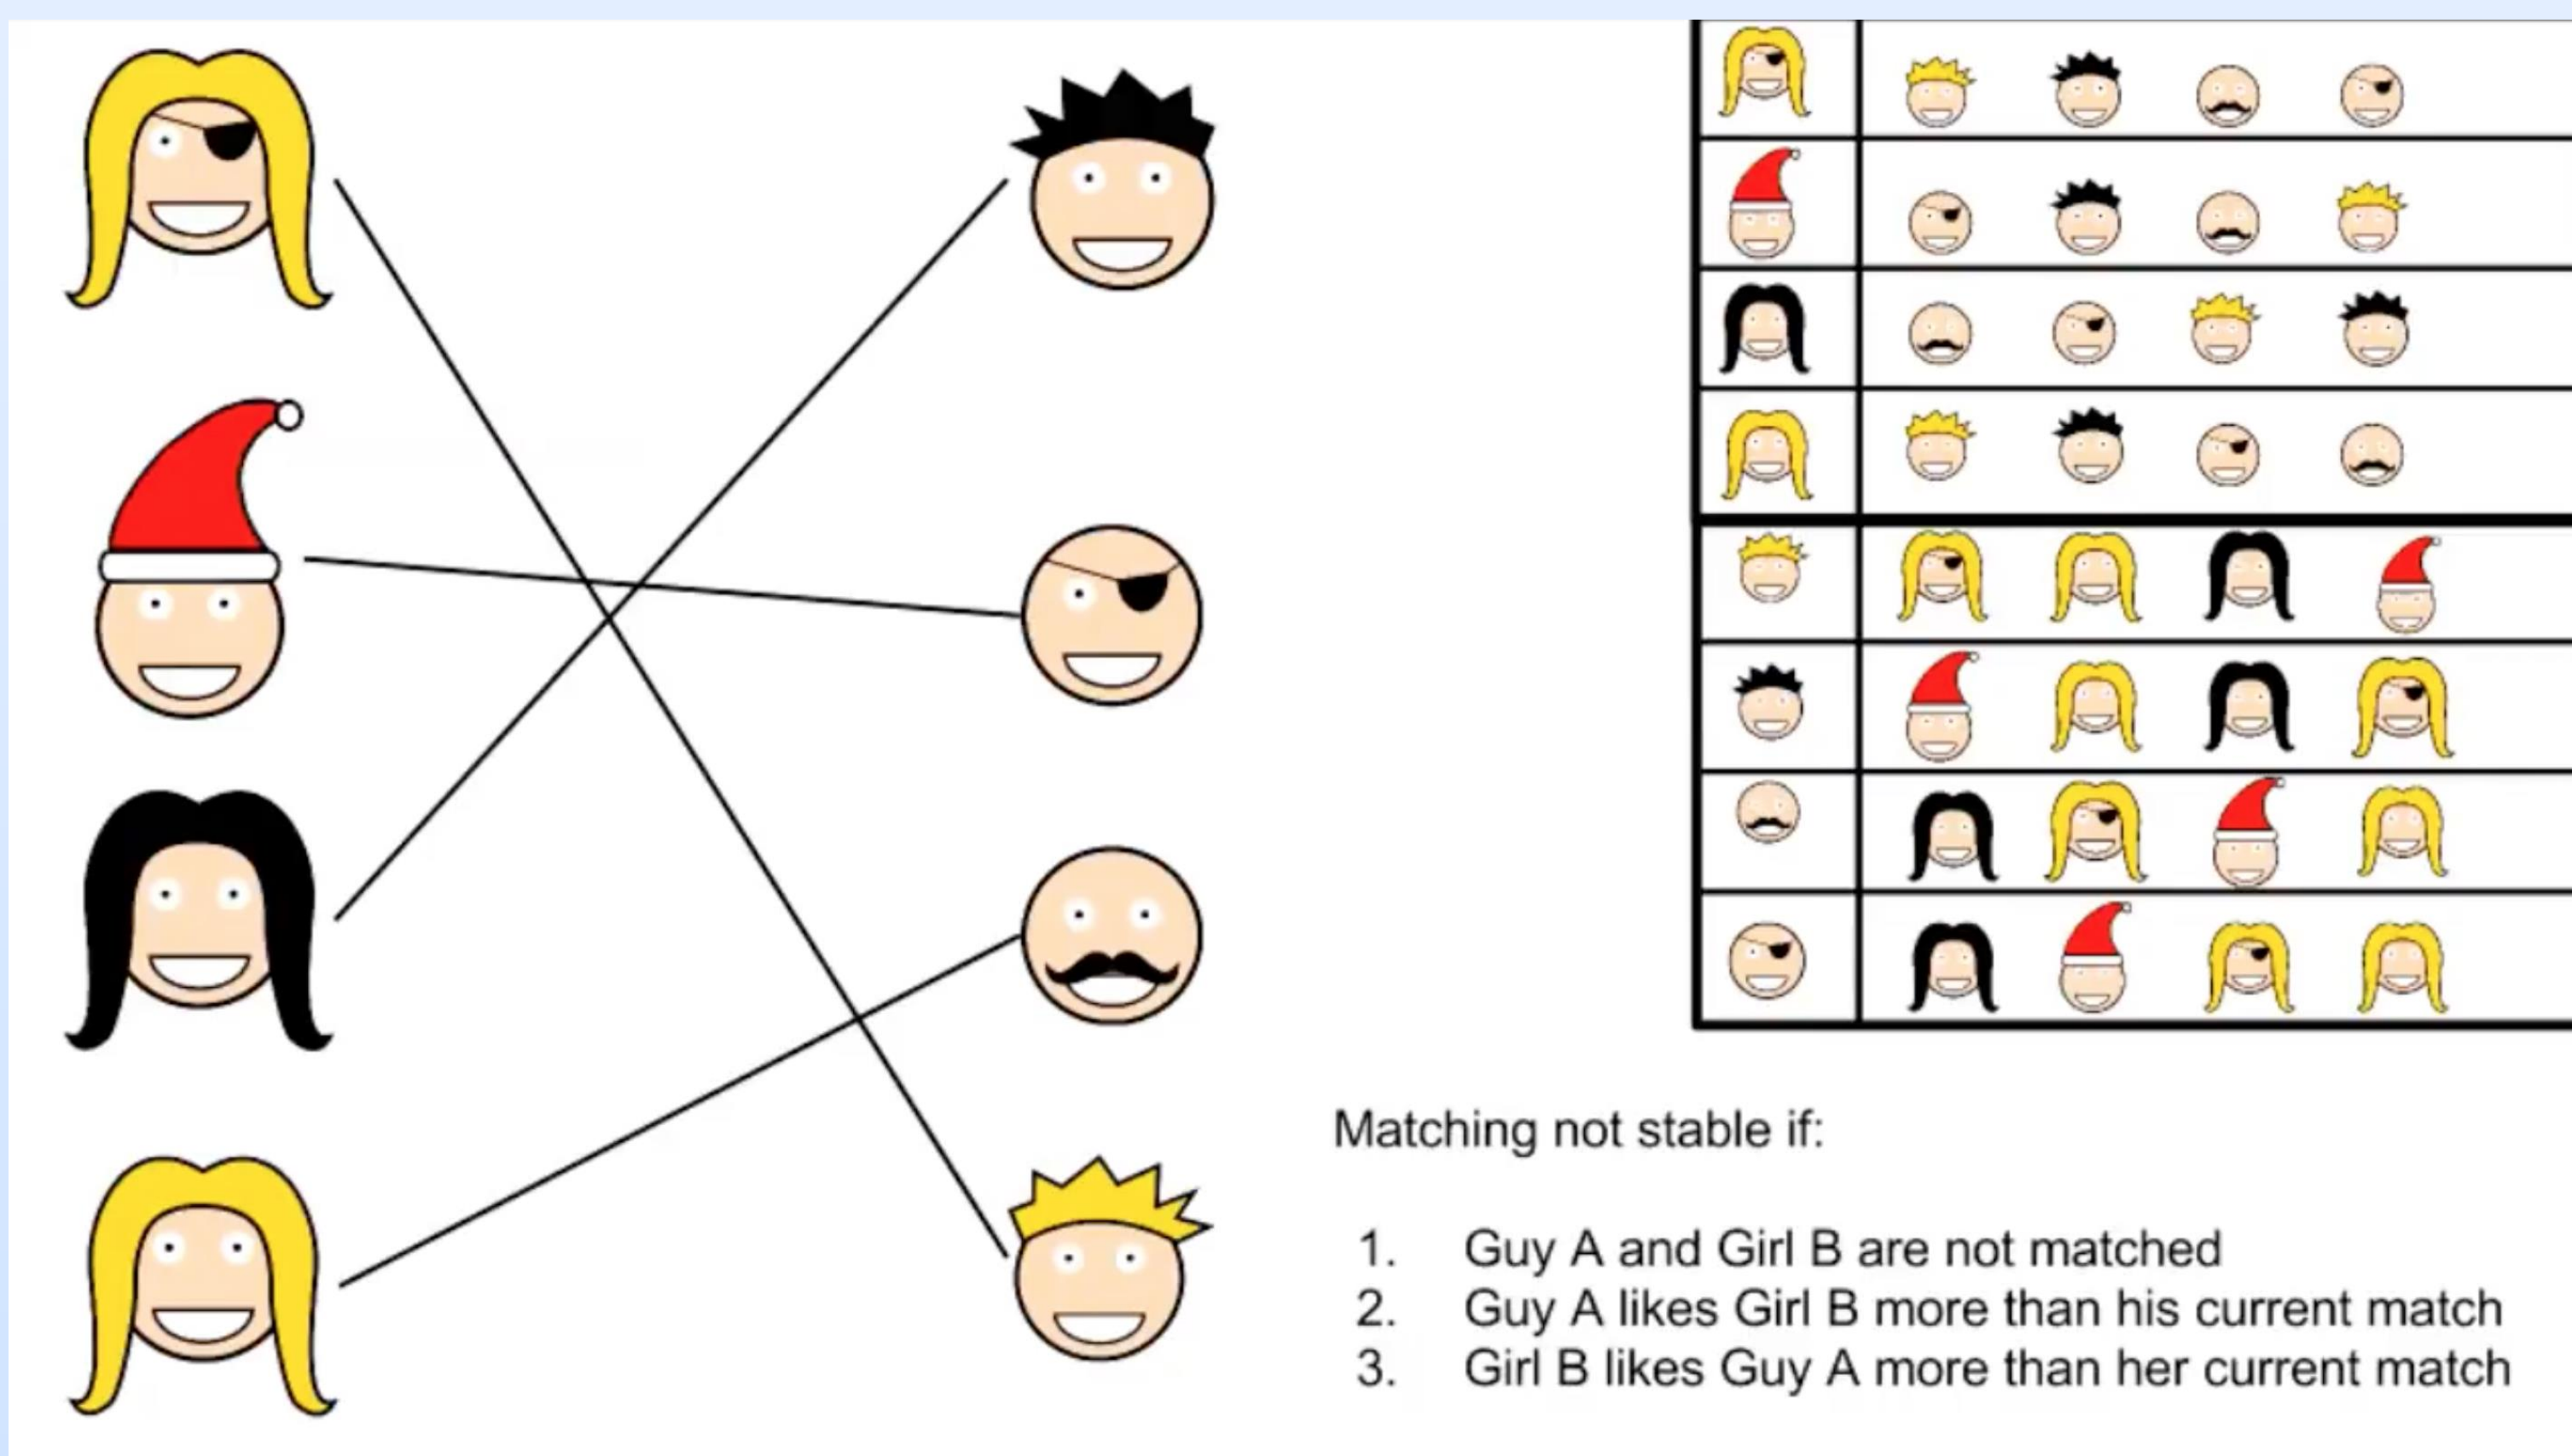 Matching not stable if:
1. Guy A and Girl B are not matched
2. Guy A likes Girl B more than his current match
3. Girl B likes Guy A more than her current match